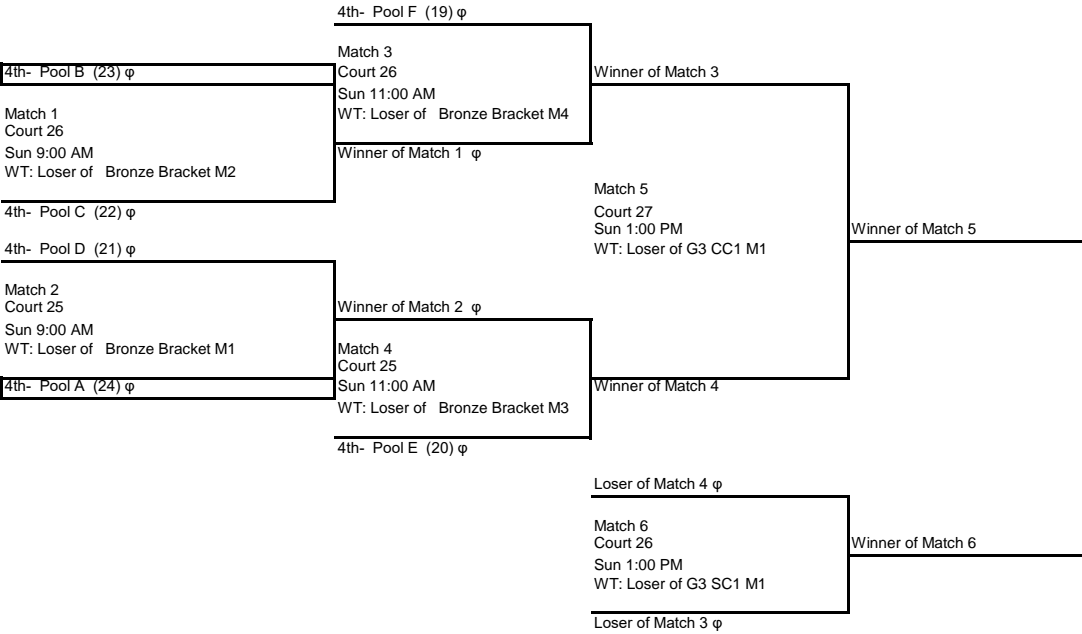 4th- Pool F (19) φ
Match 3
Court 26
Sun 11:00 AM
WT: Loser of Bronze Bracket M4
Winner of Match 1 φ
4th- Pool B (23) φ
Match 1
Court 26
Sun 9:00 AM
WT: Loser of Bronze Bracket M2
4th- Pool C (22) φ
4th- Pool D (21) φ
Match 2
Court 25
Sun 9:00 AM
WT: Loser of Bronze Bracket M1
4th- Pool A (24) φ
Winner of Match 2 φ
Match 4
Court 25
Sun 11:00 AM
WT: Loser of Bronze Bracket M3
4th- Pool E (20) φ
Winner of Match 3
Match 5
Court 27
Sun 1:00 PM
WT: Loser of G3 CC1 M1
Winner of Match 4
Winner of Match 5
Loser of Match 4 φ
Match 6
Court 26
Sun 1:00 PM
WT: Loser of G3 SC1 M1
Loser of Match 3 φ
Winner of Match 6